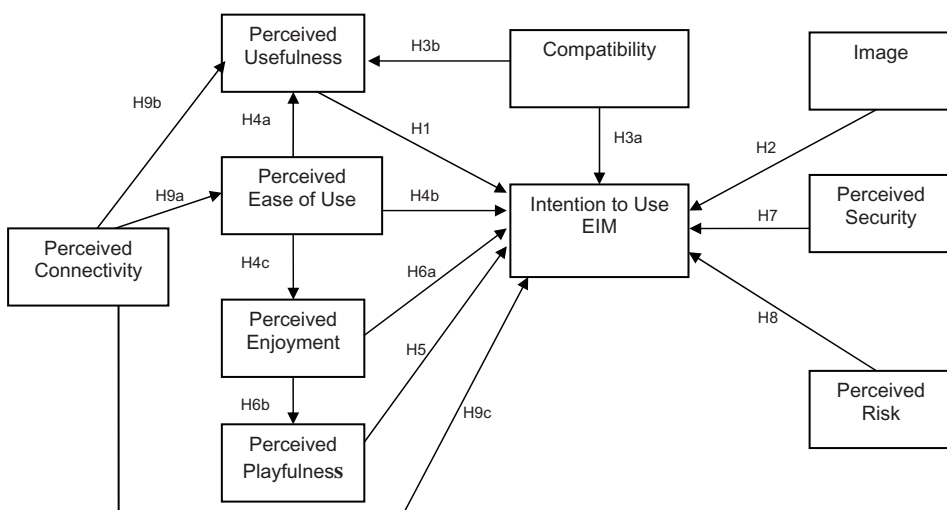 Perceived
Usefulness
H3b
Compatibility
Image
H9b
H4a
H1
H3a
H2
Perceived
Ease of Use
H9a
H4b
Intention to Use
EIM
Perceived
Security
H7
Perceived
Connectivity
H4c
H6a
H8
Perceived
Enjoyment
H5
H6b
H9c
Perceived
Risk
Perceived
Playfulness